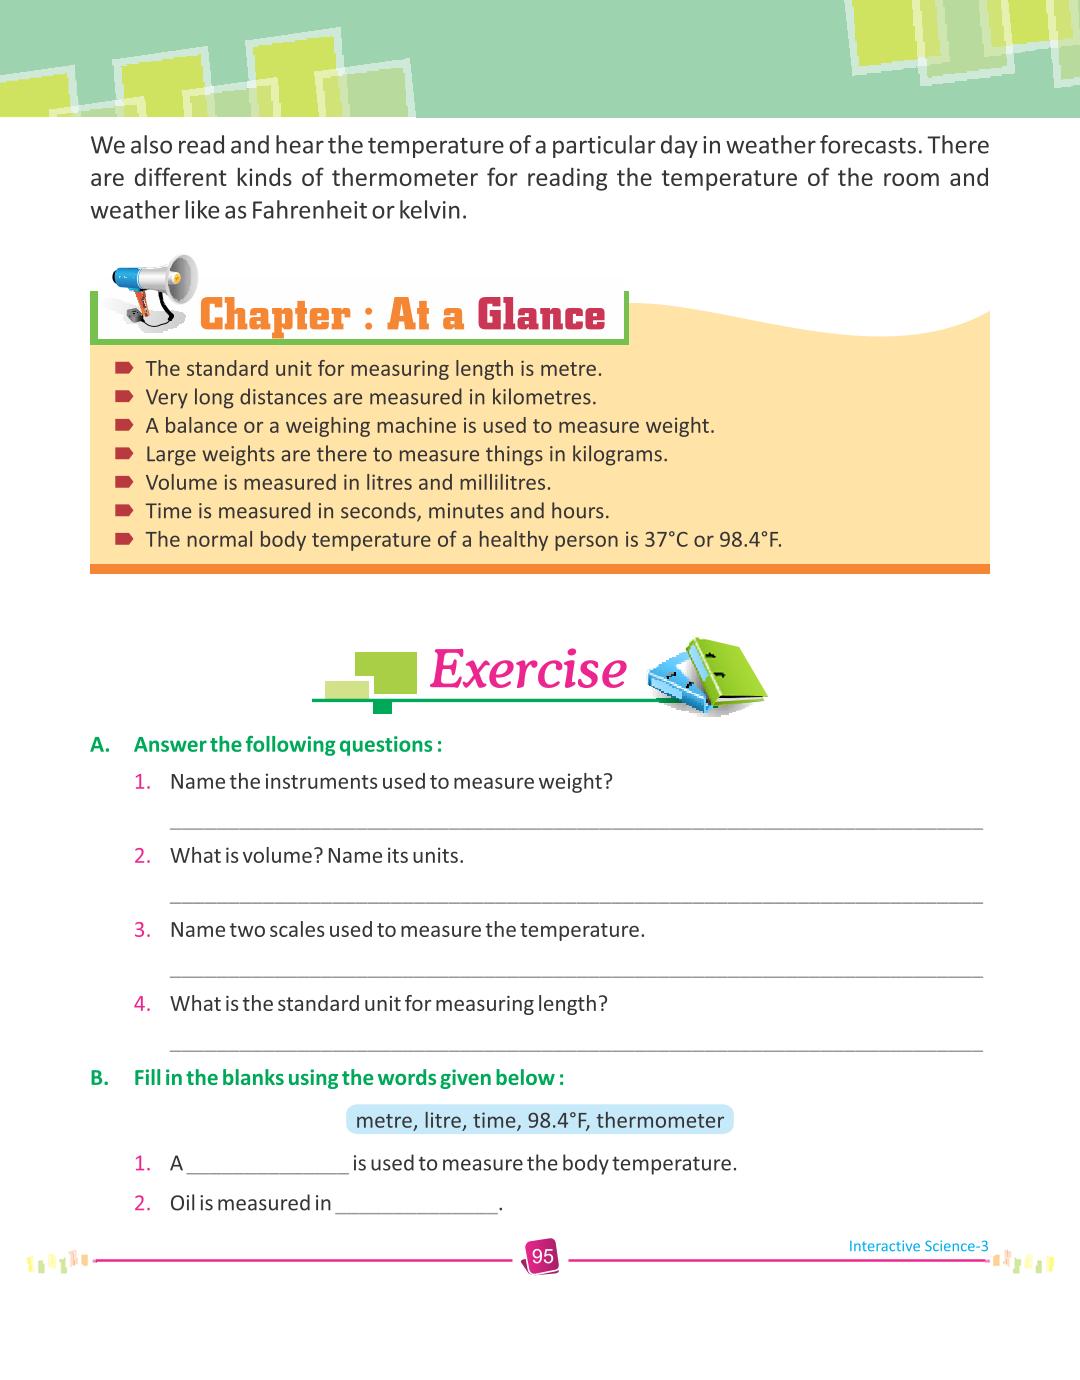 We also read and hear the temperature of a particular day in weather forecasts. There
are different kinds of thermometer for reading the temperature of the room and
weather like as Fahrenheit or kelvin.
Chapter : At a Glance
The standard unit for measuring length is metre.
Very long distances are measured in kilometres.
A balance or a weighing machine is used to measure weight.
Large weights are there to measure things in kilograms.
Volume is measured in litres and millilitres.
Time is measured in seconds, minutes and hours.
The normal body temperature of a healthy person is 37°C or 98.4°F.
Exercise
A. Answer the following questions :
1. Name the instruments used to measure weight?
2. What is volume? Name its units.
3. Name two scales used to measure the temperature.
4. What is the standard unit for measuring length?
B. Fill in the blanks using the words given below :
metre, litre, time, 98.4°F, thermometer
1. A ______________ is used to measure the body temperature.
2. Oil is measured in ______________.
Interactive Science-3
95